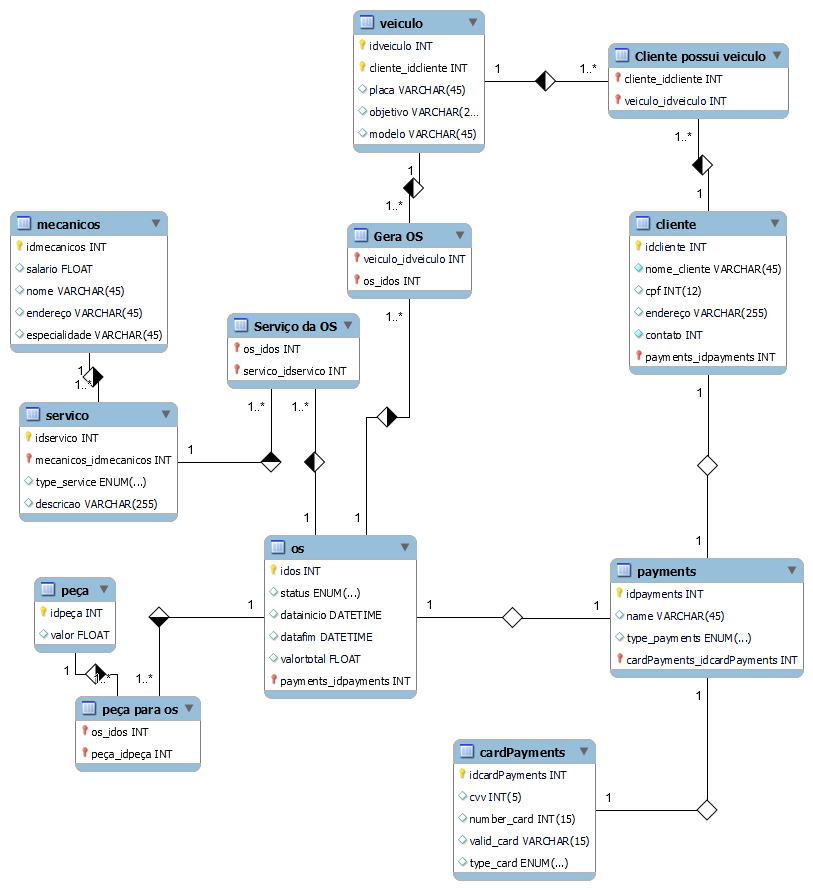 veiculo
idveiculo INT
cliente_idcliente INT
placa VARCHAR(45)
objetivo VARCHAR(2...
modelo VARCHAR(45)
1
1..*
Cliente possui veiculo
cliente_idcliente INT
veiculo_idveiculo INT
1..*
1
1
1..*
mecanicos
idmecanicos INT
salario FLOAT
nome VARCHAR(45)
endereço VARCHAR(45)
especialidade VARCHAR(45)
1
1..*
Gera OS
veiculo_idveiculo INT
os_idos INT
1..*
1
cliente
idcliente INT
nome_cliente VARCHAR(45)
cpf INT(12)
endereço VARCHAR(255)
contato INT
payments_idpayments INT
1
1
Serviço da OS
os_idos INT
servico_idservico INT
1..*
1..*
1
1
servico
idservico INT
mecanicos_idmecanicos INT
type_service ENUM(...)
descricao VARCHAR(255)
os
idos INT
status ENUM(...)
datainicio DATETIME
datafim DATETIME
valortotal FLOAT
payments_idpayments INT
1
1..*
1
1
payments
idpayments INT
name VARCHAR(45)
type_payments ENUM(...)
cardPayments_idcardPayments INT
1
1
peça
idpeça INT
valor FLOAT
1
1..*
peça para os
os_idos INT
peça_idpeça INT
cardPayments
idcardPayments INT
cvv INT(5)
number_card INT(15)
valid_card VARCHAR(15)
type_card ENUM(...)